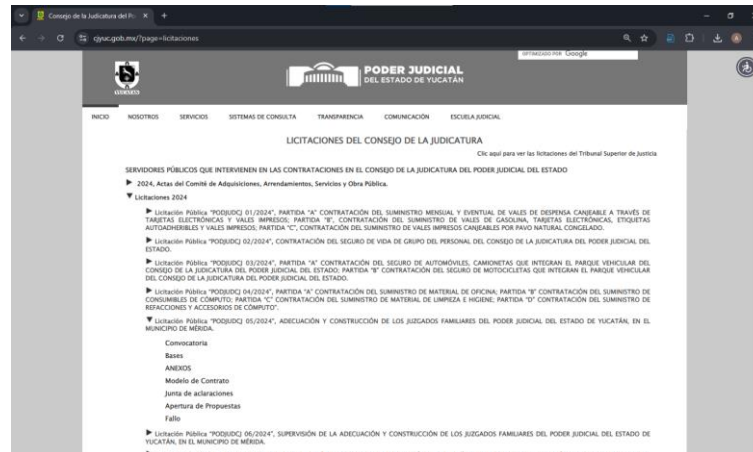 Consejo de la Judicatura del Po
cjyuc.gob.mx/?page=licitaciones
OPTIMIZADO POR Google
YUCATÁN
PODER JUDICIAL
DEL ESTADO DE YUCATÁN
INICIO NOSOTROS SERVICIOS SISTEMAS DE CONSULTA TRANSPARENCIA COMUNICACIÓN ESCUELA JUDICIAL
LICITACIONES DEL CONSEJO DE LA JUDICATURA
Clic aquí para ver las licitaciones del Tribunal Superior de Justicia
SERVIDORES PÚBLICOS QUE INTERVIENEN EN LAS CONTRATACIONES EN EL CONSEJO DE LA JUDICATURA DEL PODER JUDICIAL DEL ESTADO
2024, Actas del Comité de Adquisiciones, Arrendamientos, Servicios y Obra Pública.
Licitaciones 2024
Licitación Pública "PODJUDCJ 01/2024", PARTIDA "A" CONTRATACIÓN DEL SUMINISTRO MENSUAL Y EVENTUAL DE VALES DE DESPENSA CANJEABLE A TRAVÉS DE
TARJETAS ELECTRÓNICAS Y VALES IMPRESOS; PARTIDA "B", CONTRATACIÓN DEL SUMINISTRO DE VALES DE GASOLINA, TARJETAS ELECTRÓNICAS, ETIQUETAS
AUTOADHERIBLES Y VALES IMPRESOS; PARTIDA "C", CONTRATACIÓN DEL SUMINISTRO DE VALES IMPRESOS CANJEABLES POR PAVO NATURAL CONGELADO.
Licitación Pública "PODJUDCJ 02/2024", CONTRATACIÓN DEL SEGURO DE VIDA DE GRUPO DEL PERSONAL DEL CONSEJO DE LA JUDICATURA DEL PODER JUDICIAL DEL
ESTADO.
Licitación Pública "PODJUDCJ 03/2024", PARTIDA "A" CONTRATACIÓN DEL SEGURO DE AUTOMÓVILES, CAMIONETAS QUE INTEGRAN EL PARQUE VEHICULAR DEL
CONSEJO DE LA JUDICATURA DEL PODER JUDICIAL DEL ESTADO; PARTIDA "B" CONTRATACIÓN DEL SEGURO DE MOTOCICLETAS QUE INTEGRAN EL PARQUE VEHICULAR
DEL CONSEJO DE LA JUDICATURA DEL PODER JUDICIAL DEL ESTADO.
Licitación Pública "PODJUDCJ 04/2024", PARTIDA "A" CONTRATACIÓN DEL SUMINISTRO DE MATERIAL DE OFICINA; PARTIDA "B" CONTRATACIÓN DEL SUMINISTRO DE
CONSUMIBLES DE CÓMPUTO; PARTIDA "C" CONTRATACIÓN DEL SUMINISTRO DE MATERIAL DE LIMPIEZA E HIGIENE; PARTIDA "D" CONTRATACIÓN DEL SUMINISTRO DE
REFACCIONES Y ACCESORIOS DE CÓMPUTO".
Licitación Pública "PODJUDCJ 05/2024", ADECUACIÓN Y CONSTRUCCIÓN DE LOS JUZGADOS FAMILIARES DEL PODER JUDICIAL DEL ESTADO DE YUCATÁN, EN EL
MUNICIPIO DE MÉRIDA.
Convocatoria
Bases
ANEXOS
Modelo de Contrato
Junta de aclaraciones
Apertura de Propuestas
Fallo
Licitación Pública "PODJUDCJ 06/2024", SUPERVISIÓN DE LA ADECUACIÓN Y CONSTRUCCIÓN DE LOS JUZGADOS FAMILIARES DEL PODER JUDICIAL DEL ESTADO DE
YUCATÁN, EN EL MUNICIPIO DE MÉRIDA.